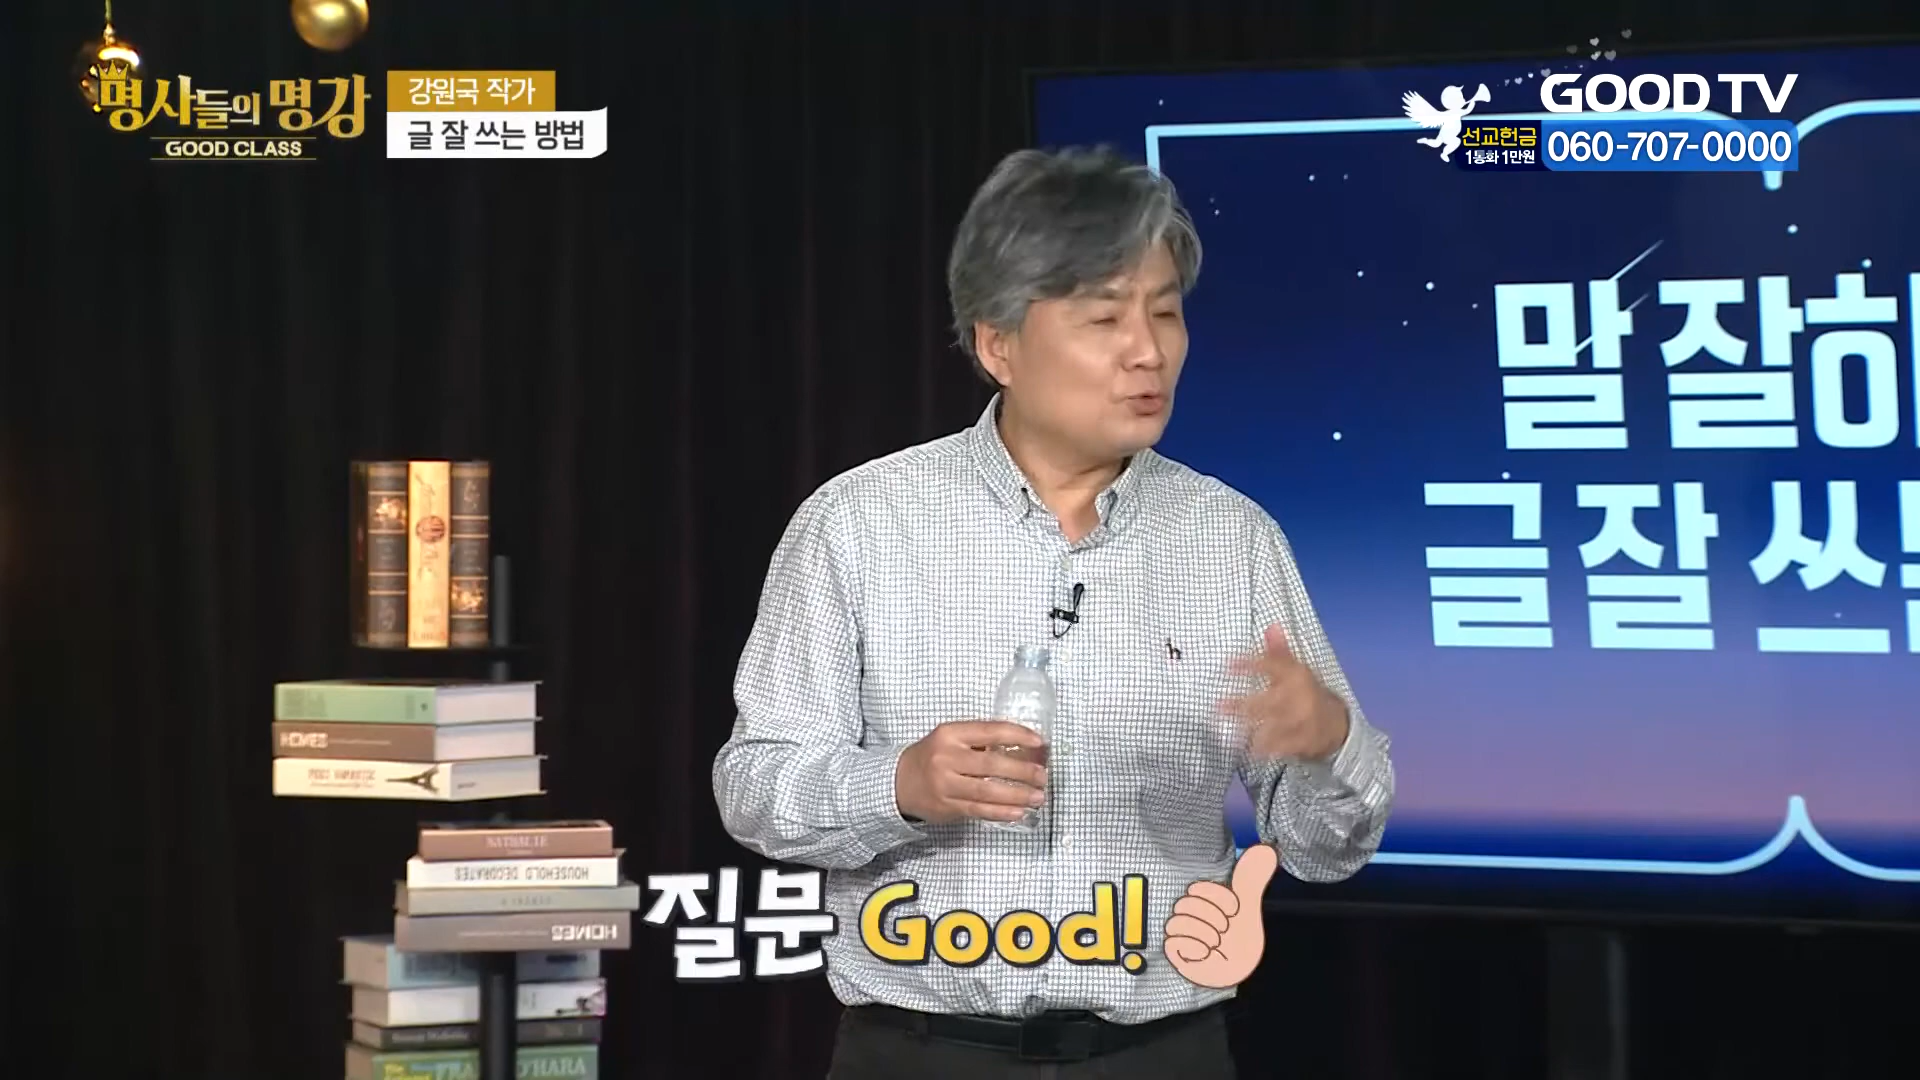 명사들의 명강
GOOD CLASS
강원국 작가
글 잘 쓰는 방법
GOOD TV
선교헌금
1통화 1만원
060-707-0000
말 잘하
글 잘 쓰
h
HOMES
NATHALIE
HOUSEHOLD DECORATES
HOMES
O'HARA
질문 Good!